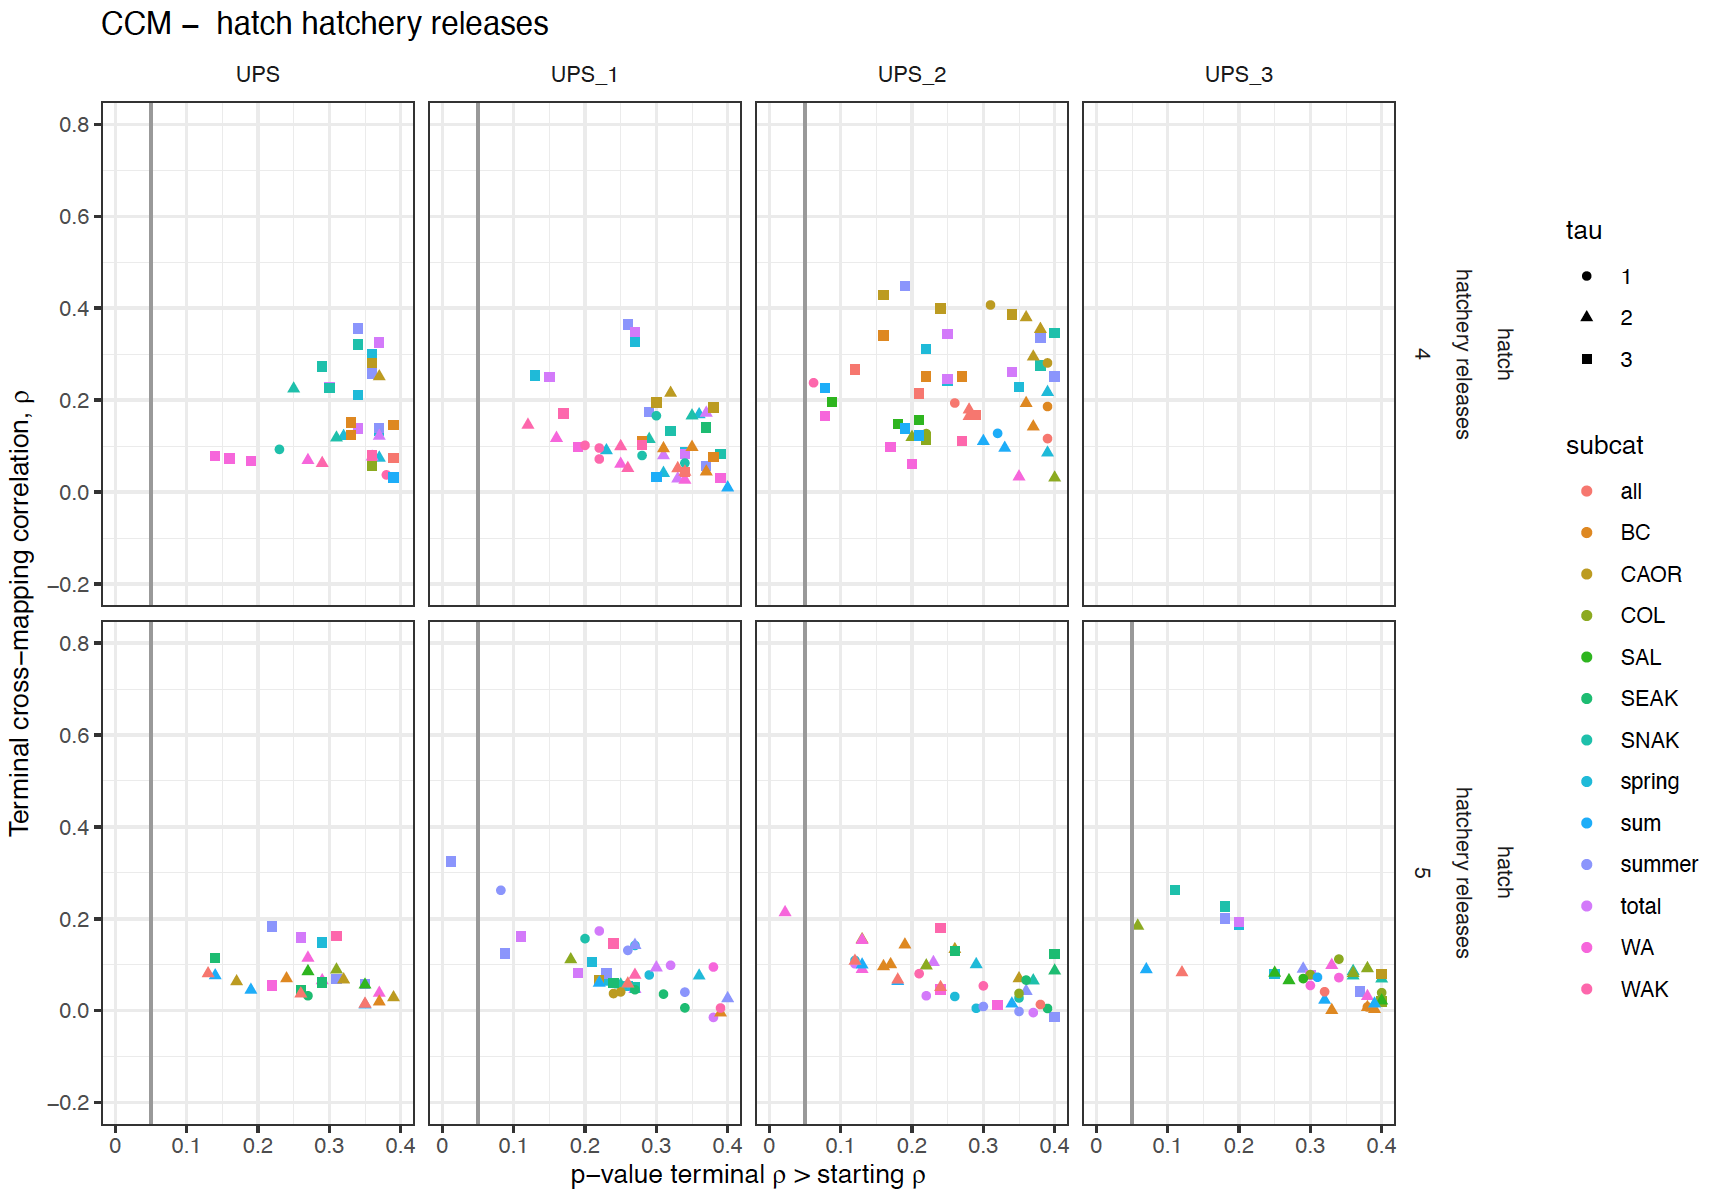 CCM –  hatch hatchery releases
UPS
UPS_1
UPS_2
UPS_3
0.8
0.6
0.4
0.2
0.0
−0.2
0.8
0.6
0.4
0.2
0.0
−0.2
Terminal cross−mapping correlation, ρ
0 0.1 0.2 0.3 0.4
0 0.1 0.2 0.3 0.4
0 0.1 0.2 0.3 0.4
0 0.1 0.2 0.3 0.4
p−value terminal ρ > starting ρ
hatch
hatchery releases
4
hatch
hatchery releases
5
tau
1
2
3
subcat
all
BC
CAOR
COL
SAL
SEAK
SNAK
spring
sum
summer
total
WA
WAK